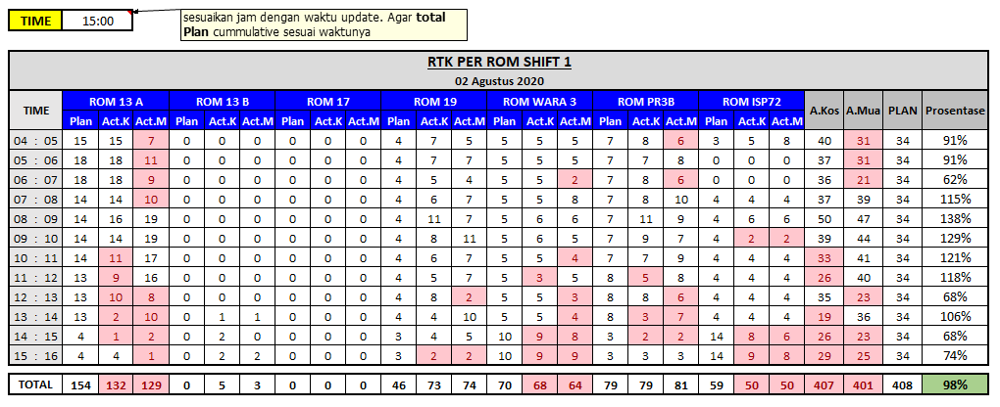 TIME 15:00 sesuaikan jam dengan waktu update. Agar total
Plan cummulative sesuai waktunya
RTK PER ROM SHIFT 1
02 Agustus 2020
TIME ROM 13 A ROM 13 B ROM 17 ROM 19 ROM WARA 3 ROM PR3B ROM ISP72 A.Kos A.Mua PLAN Prosentase
Plan Act.K Act.M Plan Act.K Act.M Plan Act.K Act.M Plan Act.K Act.M Plan Act.K Act.M Plan Act.K Act.M Plan Act.K Act.M
04 : 05 15 15 7 0 0 0 0 0 0 4 7 5 5 5 5 7 8 6 3 5 8 40 31 34 91%
05 : 06 18 18 11 0 0 0 0 0 0 4 7 7 5 5 5 7 7 8 0 0 0 37 31 34 91%
06 : 07 18 18 9 0 0 0 0 0 0 4 5 4 5 5 2 7 8 6 0 0 0 36 21 34 62%
07 : 08 14 14 10 0 0 0 0 0 0 4 6 7 5 5 8 7 8 10 4 4 4 37 39 34 115%
08 : 09 14 16 19 0 0 0 0 0 0 4 11 7 5 6 6 7 11 9 4 6 6 50 47 34 138%
09 : 10 14 14 19 0 0 0 0 0 0 4 8 11 5 6 5 7 9 7 4 2 2 39 44 34 129%
10 : 11 14 11 17 0 0 0 0 0 0 4 6 7 5 5 4 7 7 9 4 4 4 33 41 34 121%
11 : 12 13 9 16 0 0 0 0 0 0 4 5 7 5 3 5 8 5 8 4 4 4 26 40 34 118%
12 : 13 13 10 8 0 0 0 0 0 0 4 8 2 5 5 3 8 8 6 4 4 4 35 23 34 68%
13 : 14 13 2 10 0 1 1 0 0 0 4 4 10 5 5 4 8 3 7 4 4 4 19 36 34 106%
14 : 15 4 1 2 0 2 0 0 0 0 3 4 5 10 9 8 3 2 2 14 8 6 26 23 34 68%
15 : 16 4 4 1 0 2 2 0 0 0 3 2 2 10 9 9 3 3 3 14 9 8 29 25 34 74%
TOTAL 154 132 129 0 5 3 0 0 0 46 73 74 70 68 64 79 79 81 59 50 50 407 401 408 98%